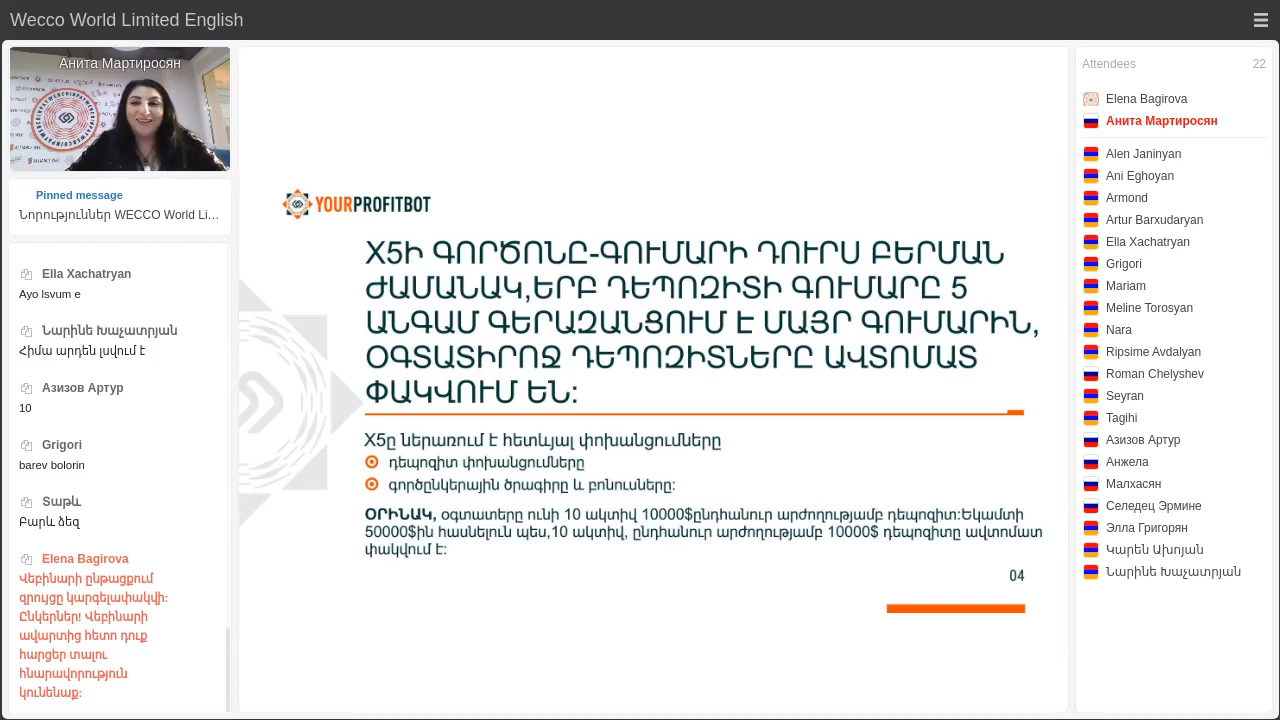 Wecco World Limited English
Анита Мартиросян
Pinned message
Նորություններ WECCO World Li…
Ella Xachatryan
Ayo lsvum e
Նարինե Խաչատրյան
Հիմա արդեն լսվում է
Азизов Артур
10
Grigori
barev bolorin
Տաթև
Բարև ձեզ
Elena Bagirova
Վեբինարի ընթացքում
զրույցը կարգելափակվի:
Ընկերներ! Վեբինարի
ավարտից հետո դուք
հարցեր տալու
հնարավորություն
կունենաք:
YOURPROFITBOT
X5Ի ԳՈՐԾՈՆԸ-ԳՈՒՄԱՐԻ ԴՈՒՐՍ ԲԵՐՄԱՆ
ԺԱՄԱՆԱԿ,ԵՐԲ ԴԵՊՈԶԻՏԻ ԳՈՒՄԱՐԸ 5
ԱՆԳԱՄ ԳԵՐԱԶԱՆՑՈՒՄ Է ՄԱՅՐ ԳՈՒՄԱՐԻՆ,
ՕԳՏԱՏԻՐՈՋ ԴԵՊՈԶԻՏՆԵՐԸ ԱՎՏՈՄԱՏ
ՓԱԿՎՈՒՄ ԵՆ:
X5ը ներառում է հետևյալ փոխանցումները
դեպոզիտ փոխանցումները
գործընկերային ծրագիրը և բոնուսները:
ՕՐԻՆԱԿ, օգտատերը ունի 10 ակտիվ 10000$ընդհանուր արժողությամբ դեպոզիտ:Եկամտի
50000$ին հասնելուն պես,10 ակտիվ, ընդհանուր արժողությամբ 10000$ դեպոզիտը ավտոմատ
փակվում է:
04
Attendees 22
Elena Bagirova
Анита Мартиросян
Alen Janinyan
Ani Eghoyan
Armond
Artur Barxudaryan
Ella Xachatryan
Grigori
Mariam
Meline Torosyan
Nara
Ripsime Avdalyan
Roman Chelyshev
Seyran
Tagihi
Азизов Артур
Анжела
Малхасян
Селедец Эрмине
Элла Григорян
Կարեն Ախոյան
Նարինե Խաչատրյան